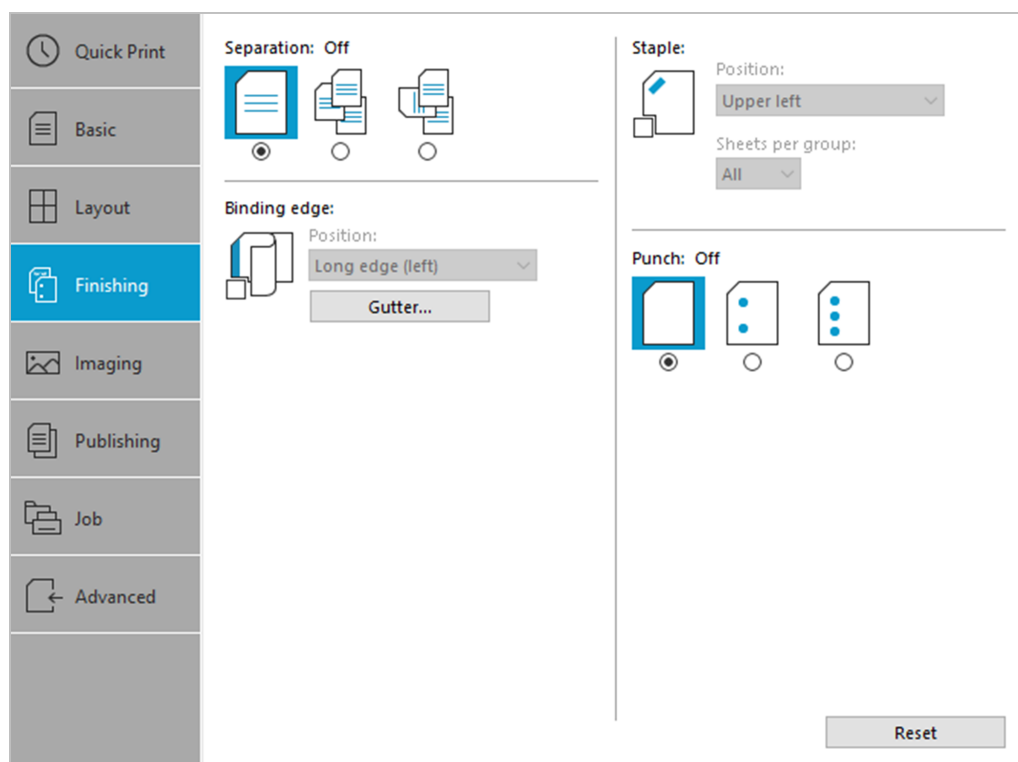 Quick Print
Basic
Layout
Finishing
Imaging
Publishing
Job
Advanced
Separation: Off
Binding edge:
Position:
Long edge (left)
Gutter...
Staple:
Position:
Upper left
Sheets per group:
All
Punch: Off
Reset